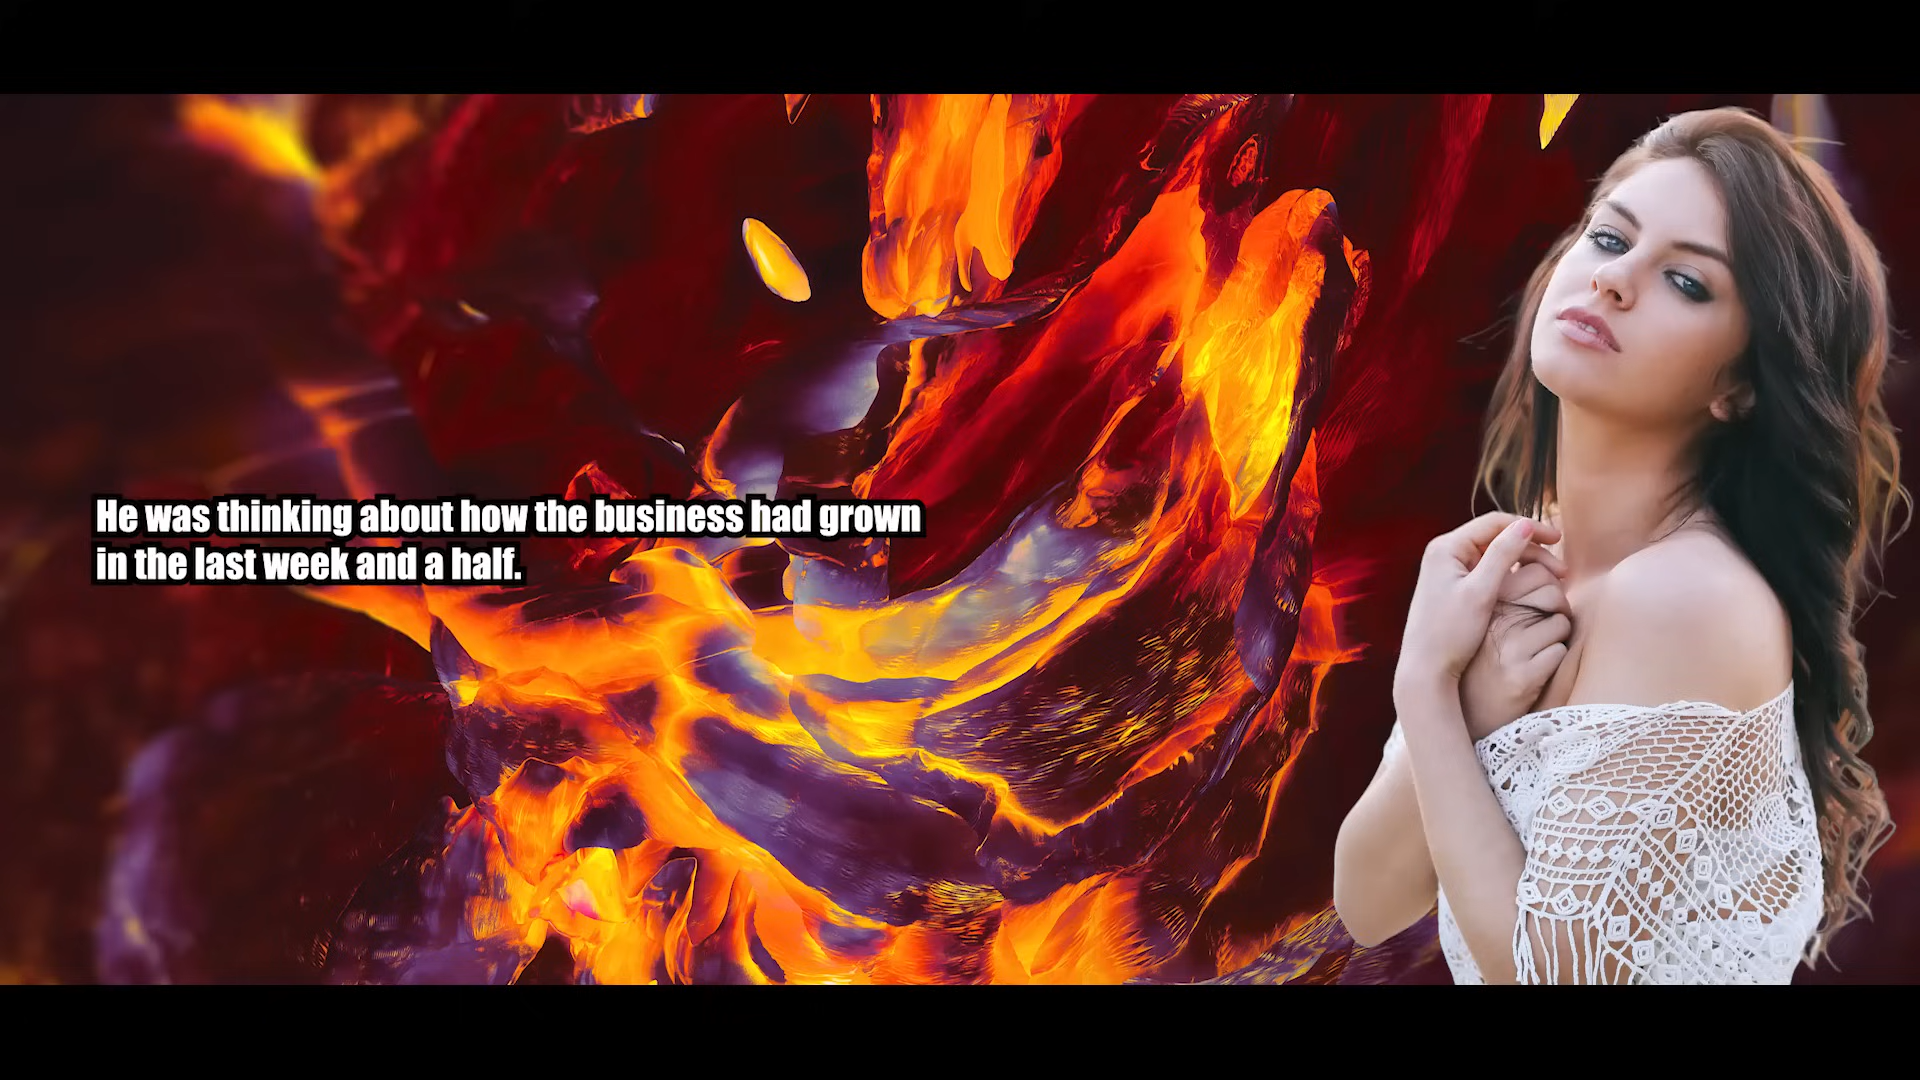 He was thinking about how the business had grown
in the last week and a half.